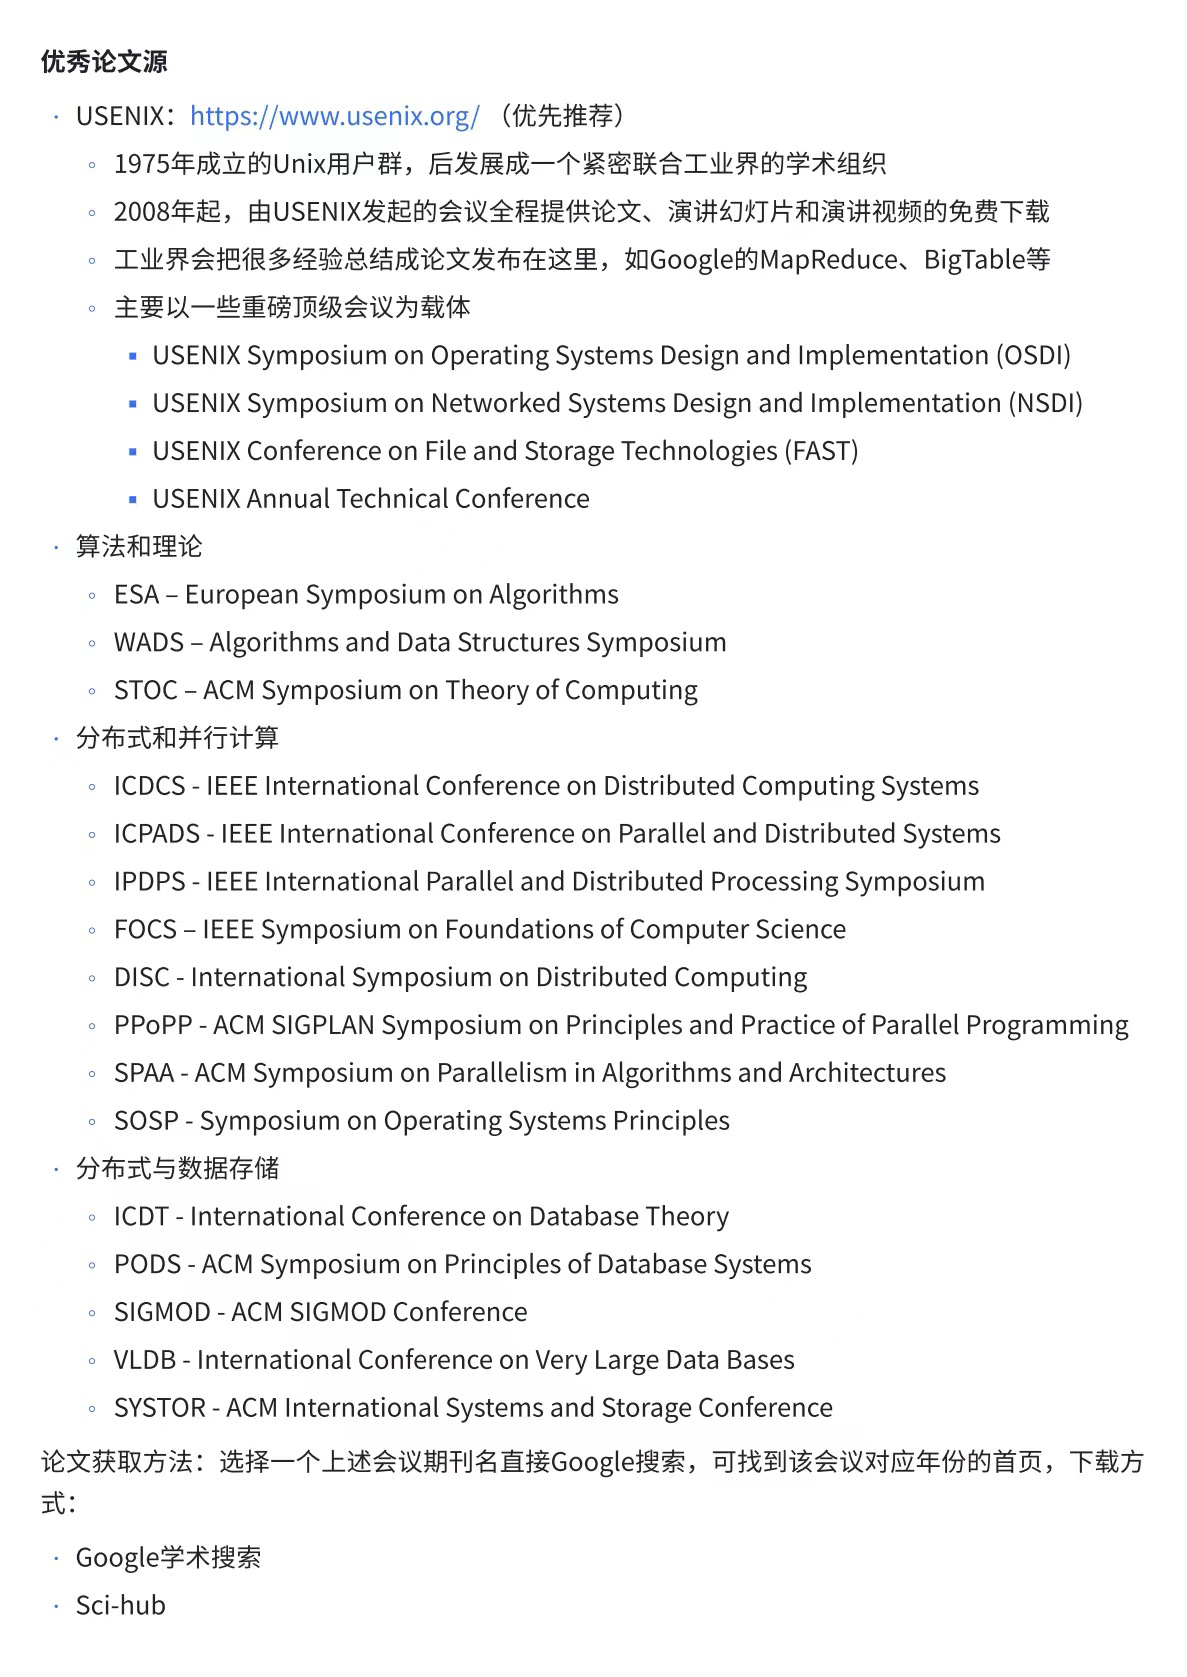 优秀论文源
· USENIX：https://www.usenix.org/ （优先推荐）
◦ 1975年成立的Unix用户群，后发展成一个紧密联合工业界的学术组织
◦ 2008年起，由USENIX发起的会议全程提供论文、演讲幻灯片和演讲视频的免费下载
◦ 工业界会把很多经验总结成论文发布在这里，如Google的MapReduce、BigTable等
◦ 主要以一些重磅顶级会议为载体
▪ USENIX Symposium on Operating Systems Design and Implementation (OSDI)
▪ USENIX Symposium on Networked Systems Design and Implementation (NSDI)
▪ USENIX Conference on File and Storage Technologies (FAST)
▪ USENIX Annual Technical Conference
· 算法和理论
◦ ESA – European Symposium on Algorithms
◦ WADS – Algorithms and Data Structures Symposium
◦ STOC – ACM Symposium on Theory of Computing
· 分布式和并行计算
◦ ICDCS - IEEE International Conference on Distributed Computing Systems
◦ ICPADS - IEEE International Conference on Parallel and Distributed Systems
◦ IPDPS - IEEE International Parallel and Distributed Processing Symposium
◦ FOCS – IEEE Symposium on Foundations of Computer Science
◦ DISC - International Symposium on Distributed Computing
◦ PPoPP - ACM SIGPLAN Symposium on Principles and Practice of Parallel Programming
◦ SPAA - ACM Symposium on Parallelism in Algorithms and Architectures
◦ SOSP - Symposium on Operating Systems Principles
· 分布式与数据存储
◦ ICDT - International Conference on Database Theory
◦ PODS - ACM Symposium on Principles of Database Systems
◦ SIGMOD - ACM SIGMOD Conference
◦ VLDB - International Conference on Very Large Data Bases
◦ SYSTOR - ACM International Systems and Storage Conference
论文获取方法：选择一个上述会议期刊名直接Google搜索，可找到该会议对应年份的首页，下载方
式：
· Google学术搜索
· Sci-hub